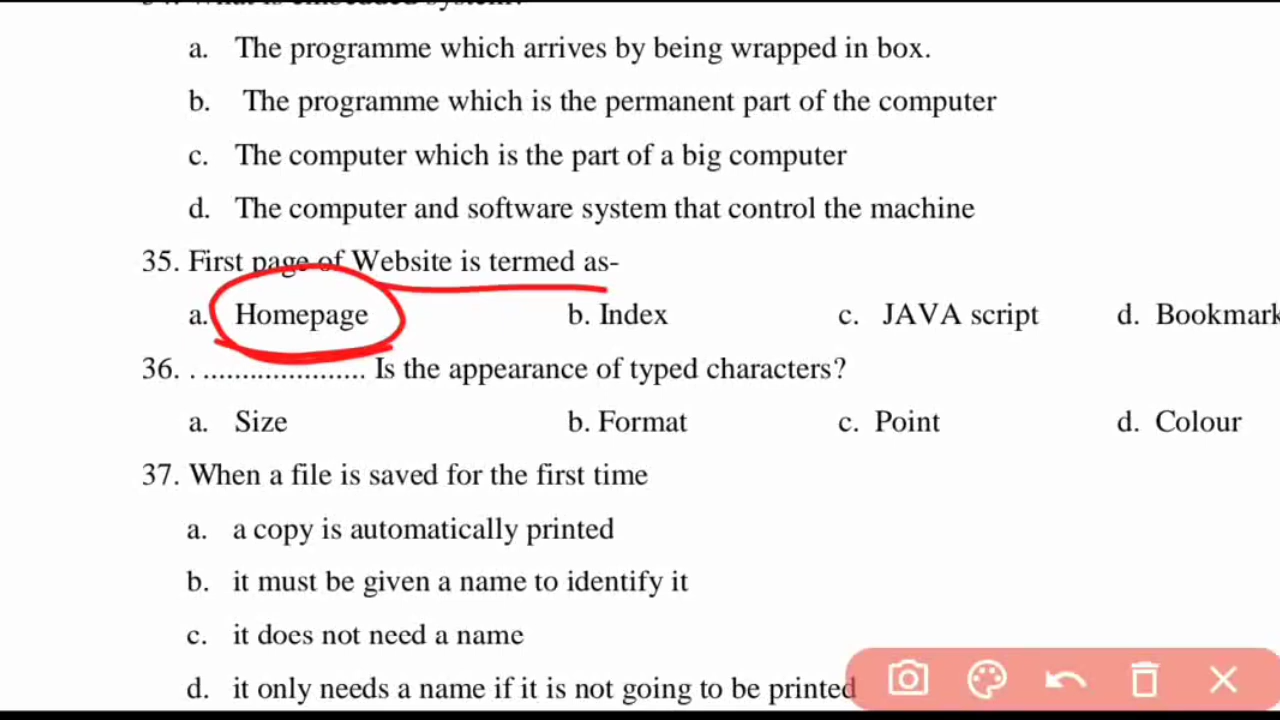 a. The programme which arrives by being wrapped in box.
b. The programme which is the permanent part of the computer
c. The computer which is the part of a big computer
d. The computer and software system that control the machine
35. First page of Website is termed as-
a. Homepage b. Index c. JAVA script d. Bookmark
36. . ..................... Is the appearance of typed characters?
a. Size b. Format c. Point d. Colour
37. When a file is saved for the first time
a. a copy is automatically printed
b. it must be given a name to identify it
c. it does not need a name
d. it only needs a name if it is not going to be printed